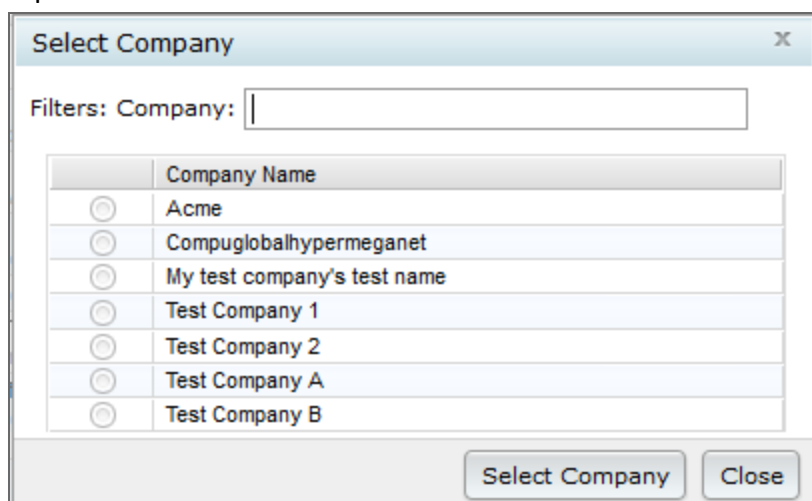 Select Company x
Filters: Company:
Company Name
Acme
Compuglobalhypermeganet
My test company's test name
Test Company 1
Test Company 2
Test Company A
Test Company B
Select Company Close